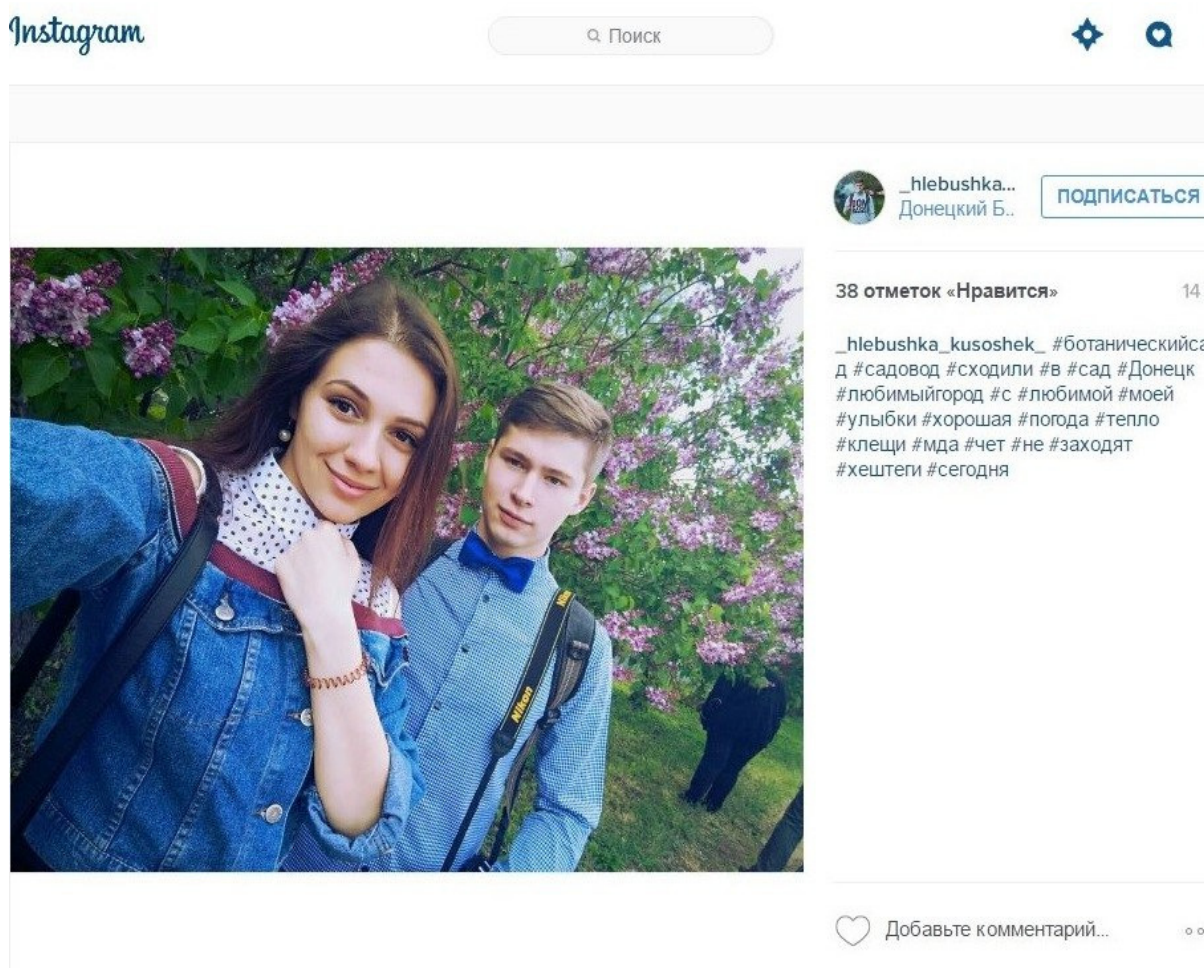 Instagram
Поиск
_hlebushka...
Донецкий Б..
ПОДПИСАТЬСЯ
38 отметок «Нравится»
14
_hlebushka_kusoshek_ #ботаническийса
д #садовод #сходили #в #сад #Донецк
#любимыйгород #с #любимой #моей
#улыбки #хорошая #погода #тепло
#клещи #мда #чет #не #заходят
#хештеги #сегодня
Nikon
Добавьте комментарий...